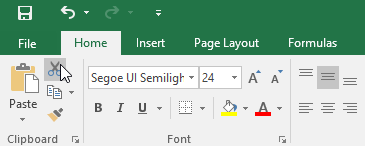 File Home Insert Page Layout Formulas
Segoe UI Semiligh 24 A A
Paste B I U A
Clipboard Font